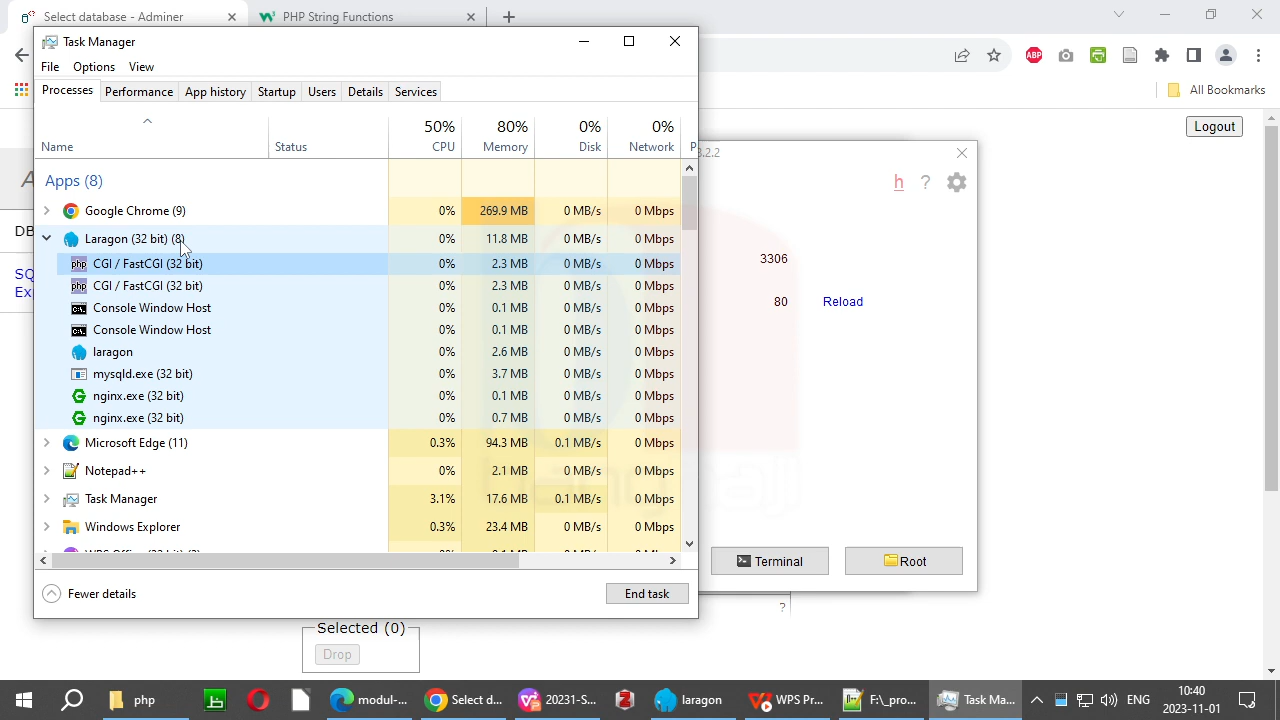 Select database - Adminer
PHP String Functions
Task Manager
File Options View
Processes Performance App history Startup Users Details Services
50% 80% 0% 0%
Name Status CPU Memory Disk Network P
Apps (8)
Google Chrome (9) 0% 269.9 MB 0 MB/s 0 Mbps
Laragon (32 bit) (8) 0% 11.8 MB 0 MB/s 0 Mbps
CGI / FastCGI (32 bit) 0% 2.3 MB 0 MB/s 0 Mbps
CGI / FastCGI (32 bit) 0% 2.3 MB 0 MB/s 0 Mbps
Console Window Host 0% 0.1 MB 0 MB/s 0 Mbps
Console Window Host 0% 0.1 MB 0 MB/s 0 Mbps
laragon 0% 2.6 MB 0 MB/s 0 Mbps
mysqld.exe (32 bit) 0% 3.7 MB 0 MB/s 0 Mbps
nginx.exe (32 bit) 0% 0.1 MB 0 MB/s 0 Mbps
nginx.exe (32 bit) 0% 0.7 MB 0 MB/s 0 Mbps
Microsoft Edge (11) 0.3% 94.3 MB 0.1 MB/s 0 Mbps
Notepad++ 0% 2.1 MB 0 MB/s 0 Mbps
Task Manager 3.1% 17.6 MB 0.1 MB/s 0 Mbps
Windows Explorer 0.3% 23.4 MB 0 MB/s 0 Mbps
Fewer details
End task
ABP
All Bookmarks
Logout
h ?
3306
80 Reload
Terminal Root
?
DB
SQ
Ex
Selected (0)
Drop
php
modul-...
Select d...
20231-S...
laragon
WPS Pr...
F:\_pro...
Task Ma...
ENG
10:40
2023-11-01